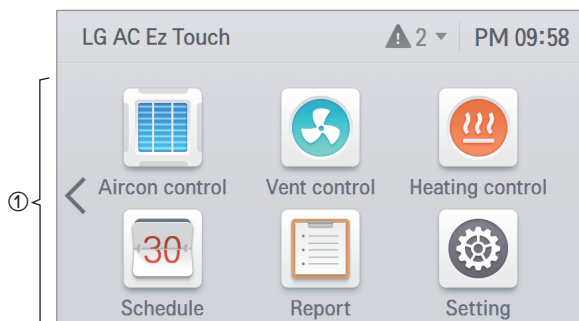 LG AC Ez Touch 2 PM 09:58
①
Aircon control Vent control Heating control
30
Schedule Report Setting